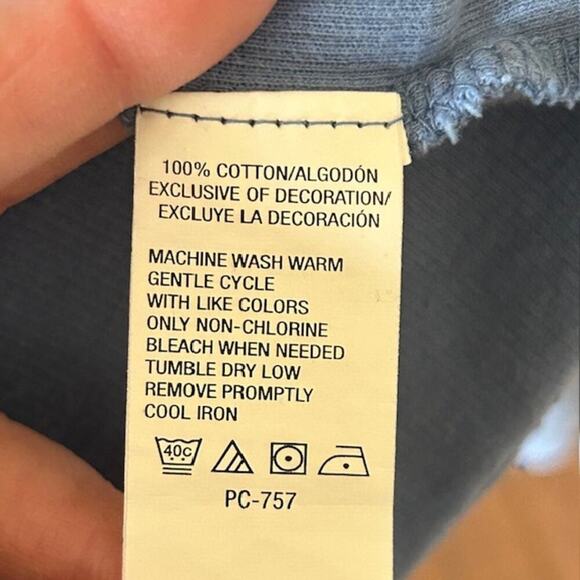 100% COTTON/ALGODÓN
EXCLUSIVE OF DECORATION/
EXCLUYE LA DECORACIÓN
MACHINE WASH WARM
GENTLE CYCLE
WITH LIKE COLORS
ONLY NON-CHLORINE
BLEACH WHEN NEEDED
TUMBLE DRY LOW
REMOVE PROMPTLY
COOL IRON
40c
PC-757